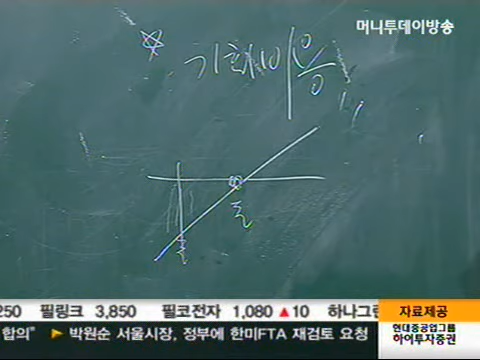 머니투데이방송
기회비용
250 필링크 3,850 필코전자 1,080 ▲10 하나그린
자료제공
합의" ▶ 박원순 서울시장, 정부에 한미FTA 재검토 요청
현대중공업그룹
하이투자증권